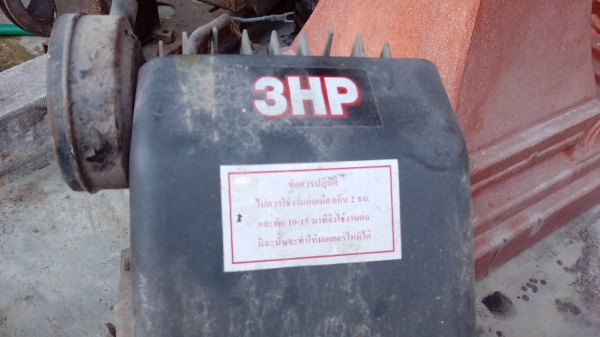 3HP
ข้อควรปฏิบัติ
ไม่ควรใช้งานต่อเนื่องเกิน 2 ชม.
และพัก 10-15 นาทีจึงใช้งานต่อ
มิฉะนั้นจะทำให้มอเตอร์ไหม้ได้